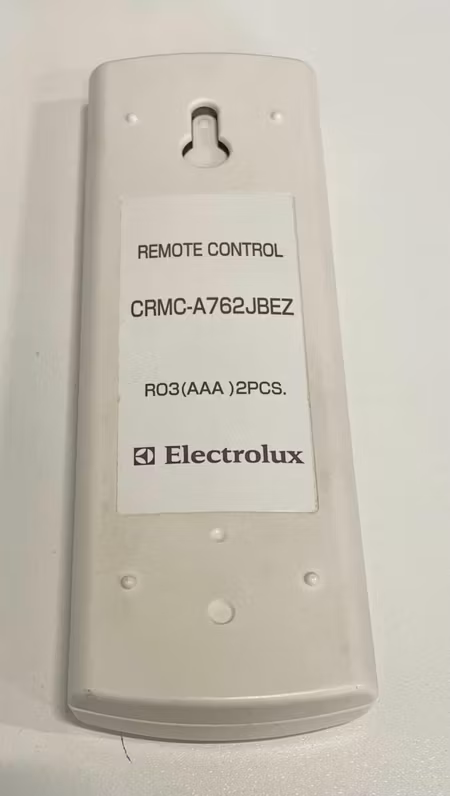 REMOTE CONTROL
CRMC-A762JBEZ
R03(AAA )2PCS.
Electrolux